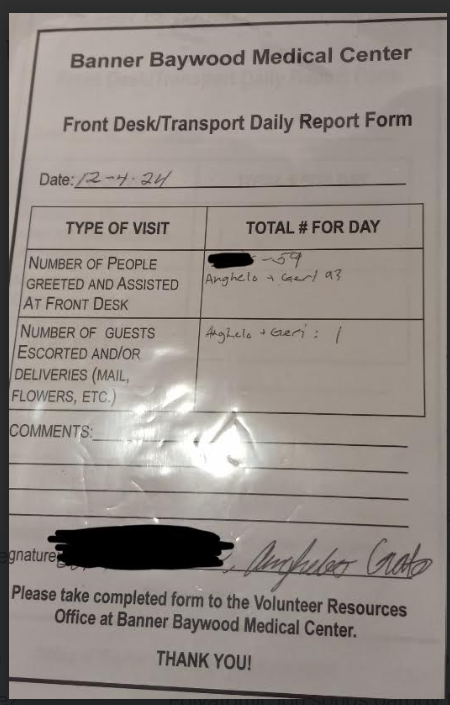 Banner Baywood Medical Center
Front Desk/Transport Daily Report Form
Date: 12-4-24
TYPE OF VISIT
TOTAL # FOR DAY
NUMBER OF PEOPLE
GREETED AND ASSISTED
AT FRONT DESK
-59
Anghelo + Geri 93
NUMBER OF GUESTS
ESCORTED AND/OR
DELIVERIES (MAIL,
FLOWERS, ETC.)
Anghelo + Geri: 1
COMMENTS:
gnature , Anghelo
Please take completed form to the Volunteer Resources
Office at Banner Baywood Medical Center.
THANK YOU!